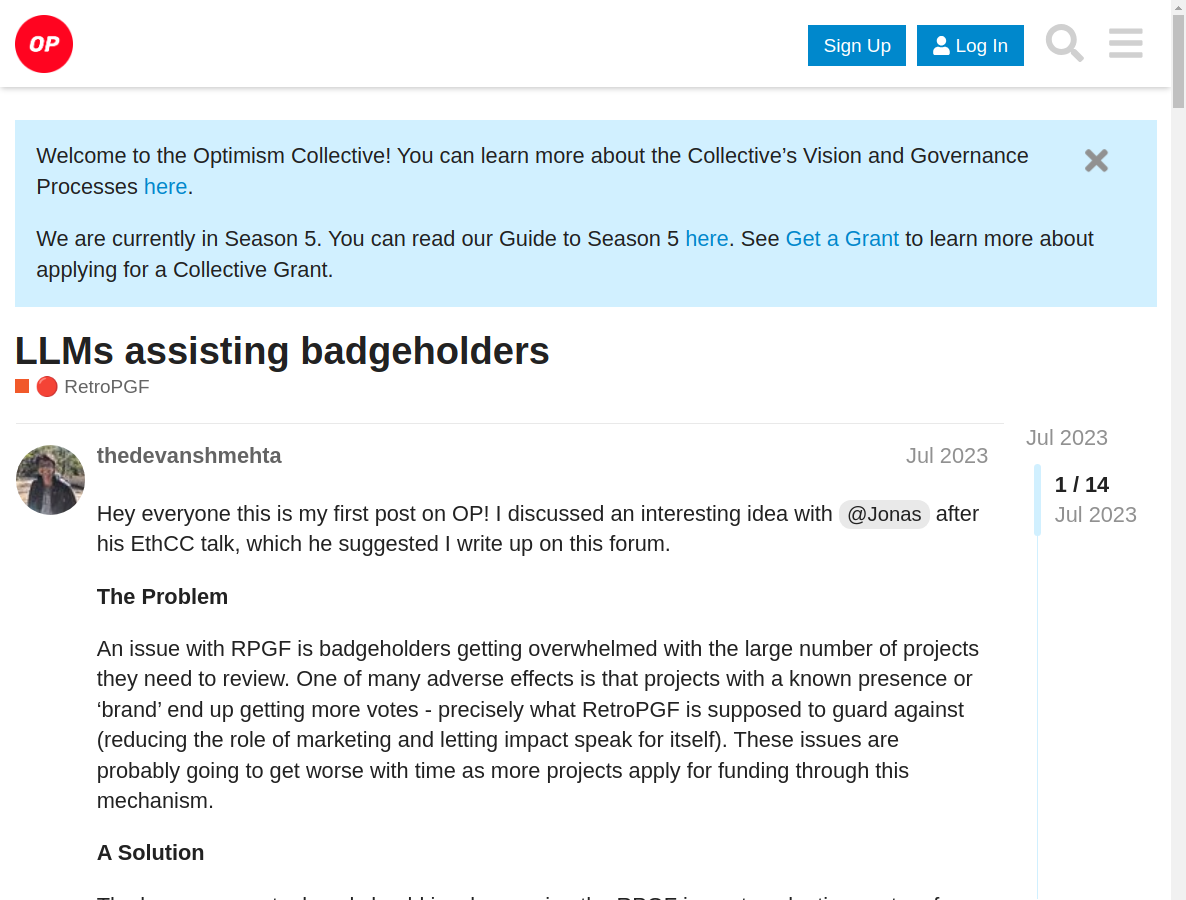 OP
Sign Up
Log In
Welcome to the Optimism Collective! You can learn more about the Collective’s Vision and Governance
Processes here.
We are currently in Season 5. You can read our Guide to Season 5 here. See Get a Grant to learn more about
applying for a Collective Grant.
LLMs assisting badgeholders
RetroPGF
thedevanshmehta
Jul 2023
Jul 2023
1 / 14
Jul 2023
Hey everyone this is my first post on OP! I discussed an interesting idea with @Jonas after
his EthCC talk, which he suggested I write up on this forum.
The Problem
An issue with RPGF is badgeholders getting overwhelmed with the large number of projects
they need to review. One of many adverse effects is that projects with a known presence or
‘brand’ end up getting more votes - precisely what RetroPGF is supposed to guard against
(reducing the role of marketing and letting impact speak for itself). These issues are
probably going to get worse with time as more projects apply for funding through this
mechanism.
A Solution